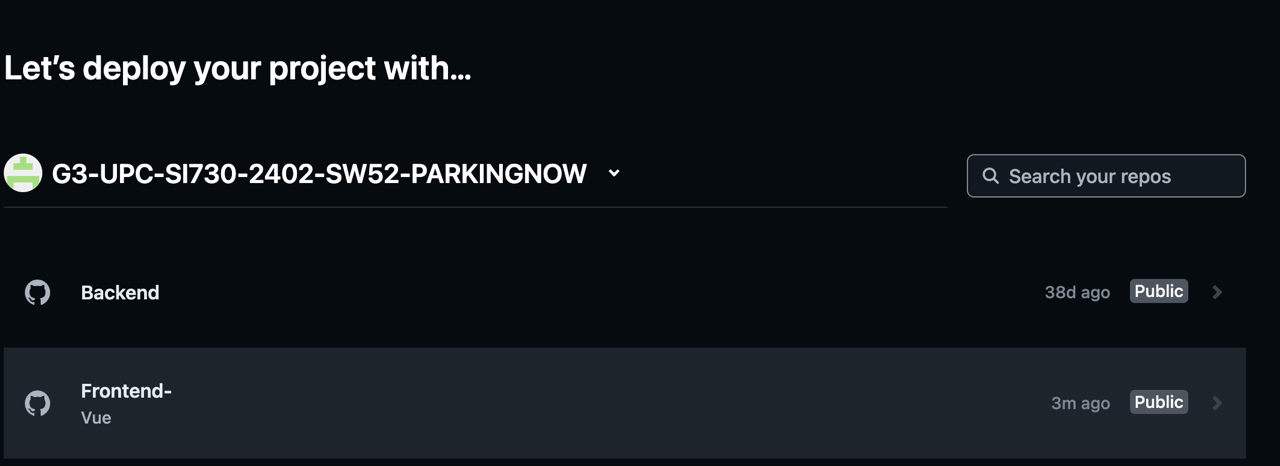 Let’s deploy your project with…
G3-UPC-SI730-2402-SW52-PARKINGNOW
Search your repos
Backend
38d ago
Public
Frontend-
Vue
3m ago
Public